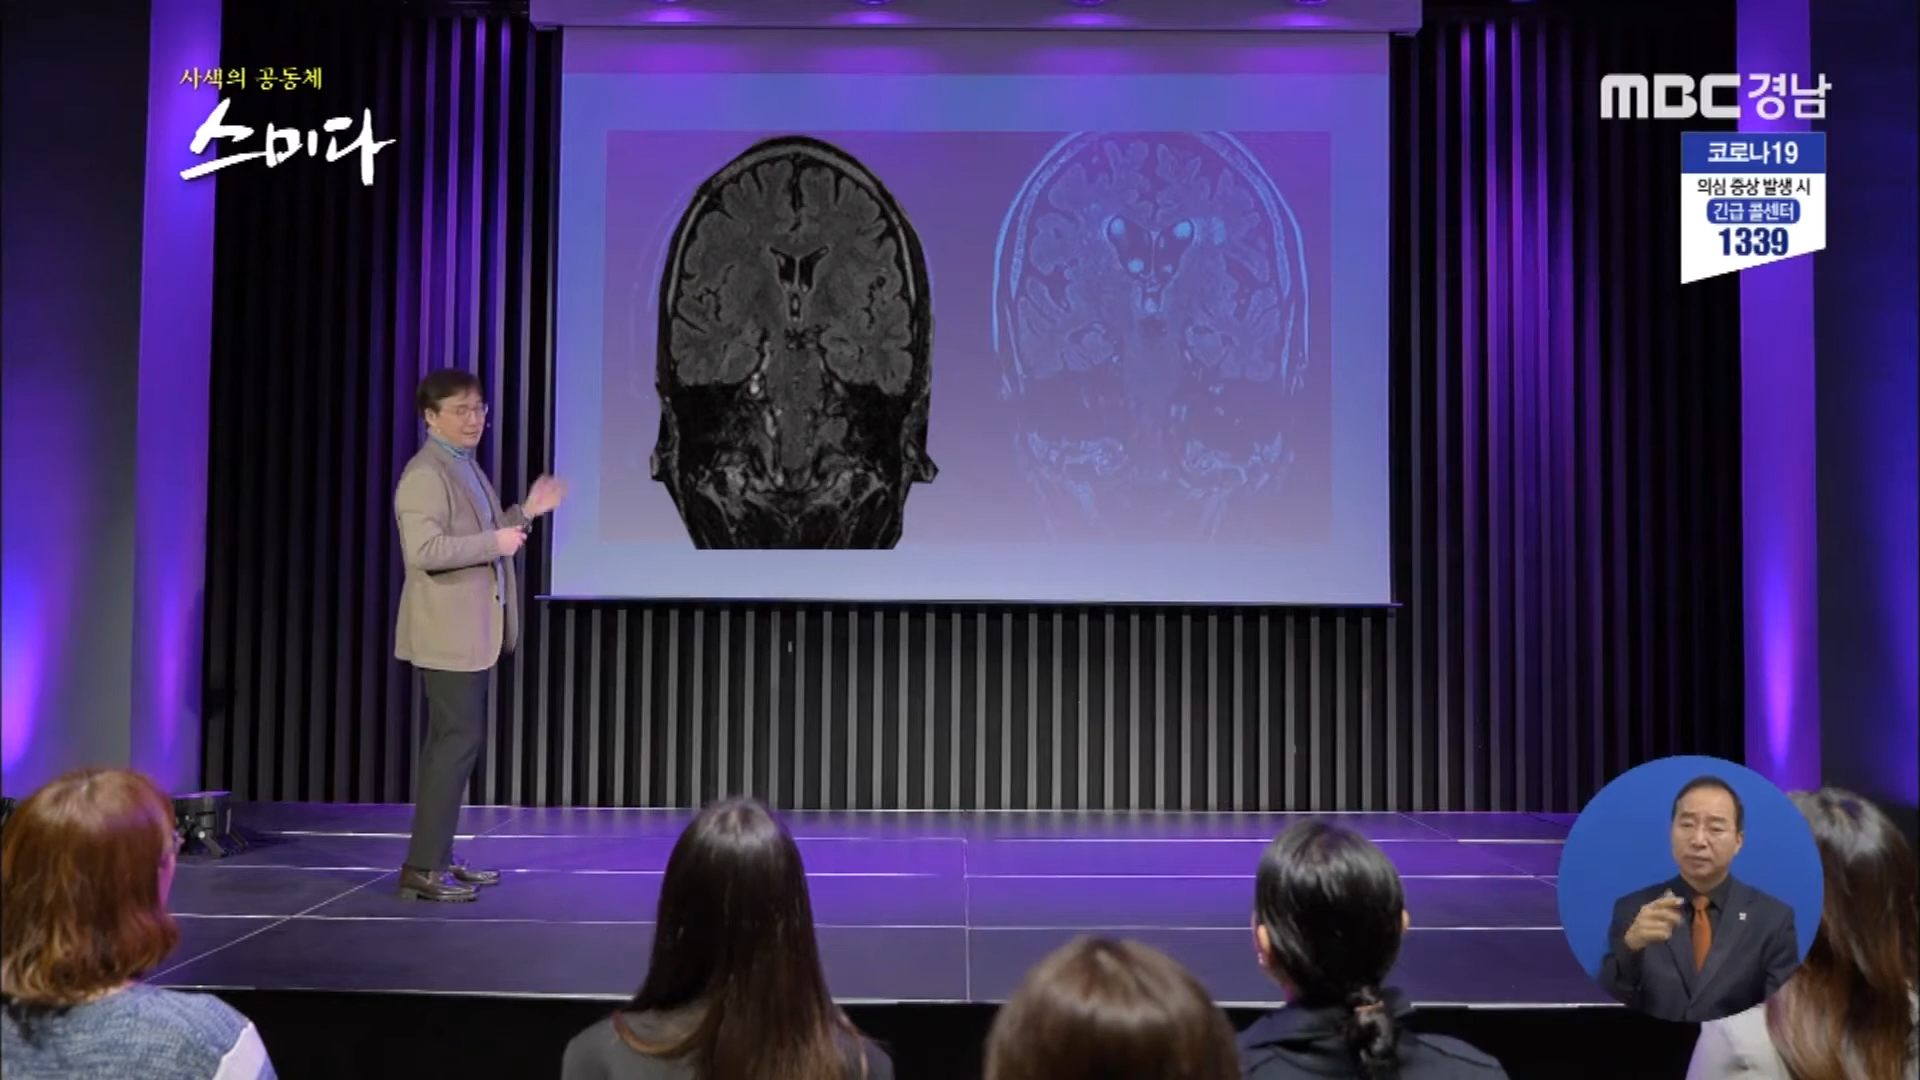 사색의 공동체
스미다
MBC경남
코로나19
의심 증상 발생 시
긴급 콜센터
1339